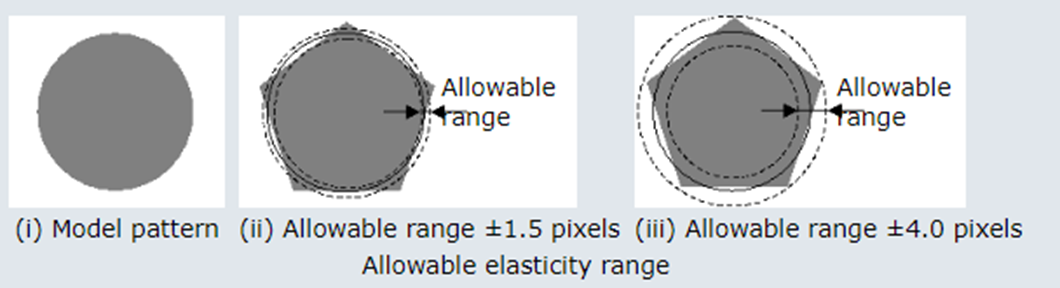 Allowable
range
Allowable
range
(i) Model pattern
(ii) Allowable range ±1.5 pixels
(iii) Allowable range ±4.0 pixels
Allowable elasticity range